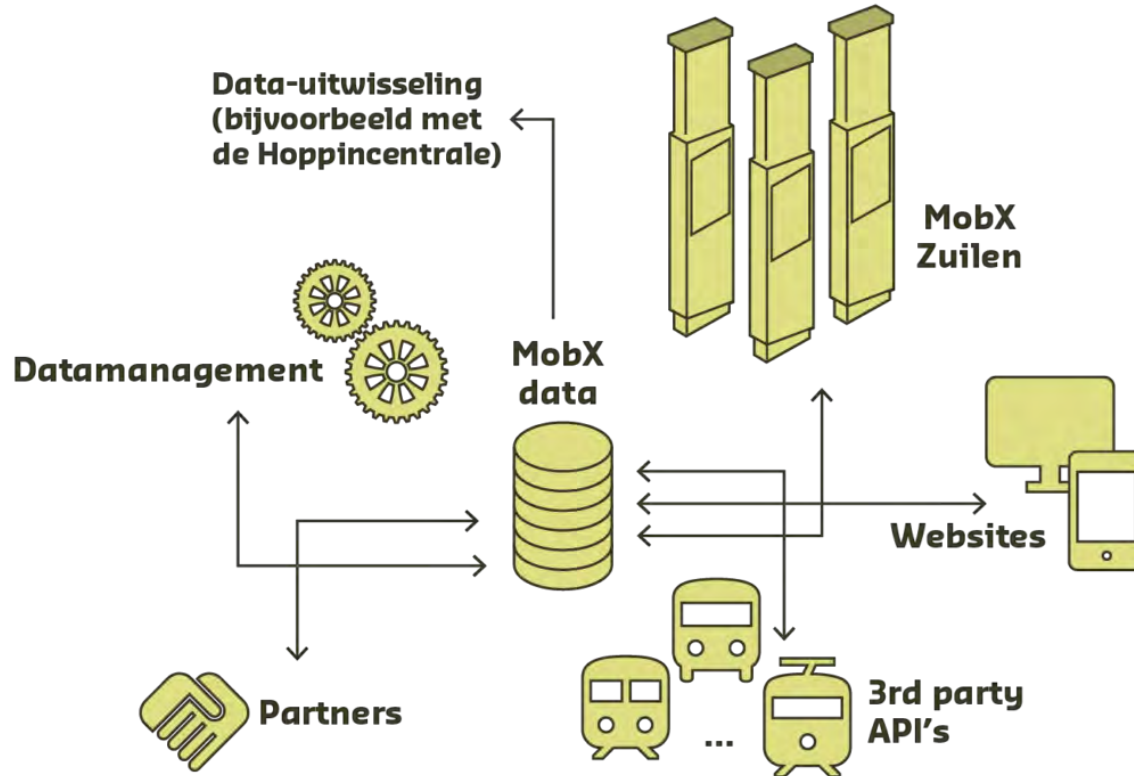 Data-uitwisseling
(bijvoorbeeld met
de Hoppincentrale)
MobX
Zuilen
Datamanagement
MobX
data
Websites
Partners
...
3rd party
API's